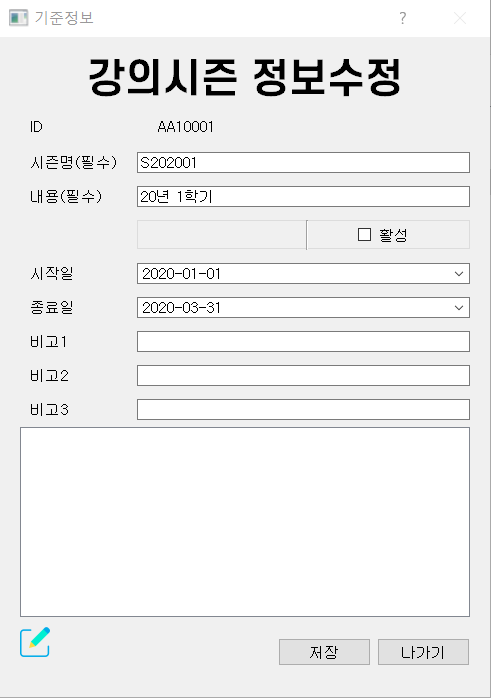 기준정보
강의시즌 정보수정
ID AA10001
시즌명(필수) S202001
내용(필수) 20년 1학기
활성
시작일 2020-01-01
종료일 2020-03-31
비고1
비고2
비고3
저장 나가기